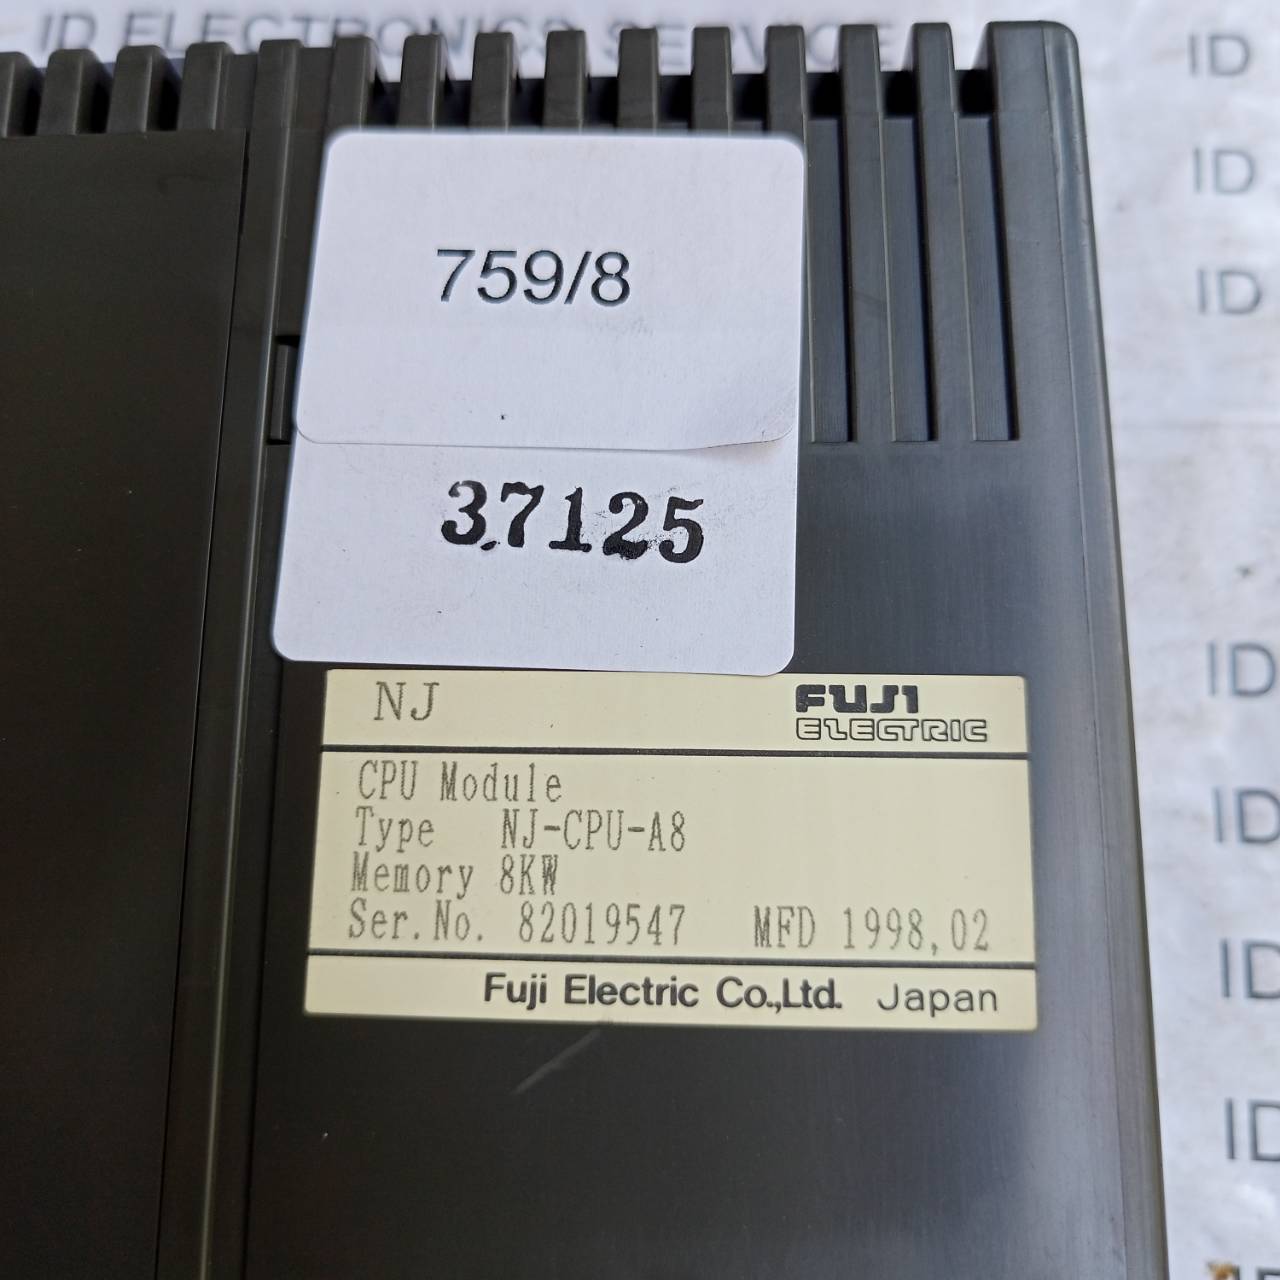 ID ELECTRONICS SERVICE
ID
ID
ID
759/8
37125
ID
NJ
FUJI
ELECTRIC
CPU Module
Type NJ-CPU-A8
ID
Memory 8KW
Ser.No. 82019547 MFD 1998,02
ID
Fuji Electric Co.,Ltd. Japan
ID